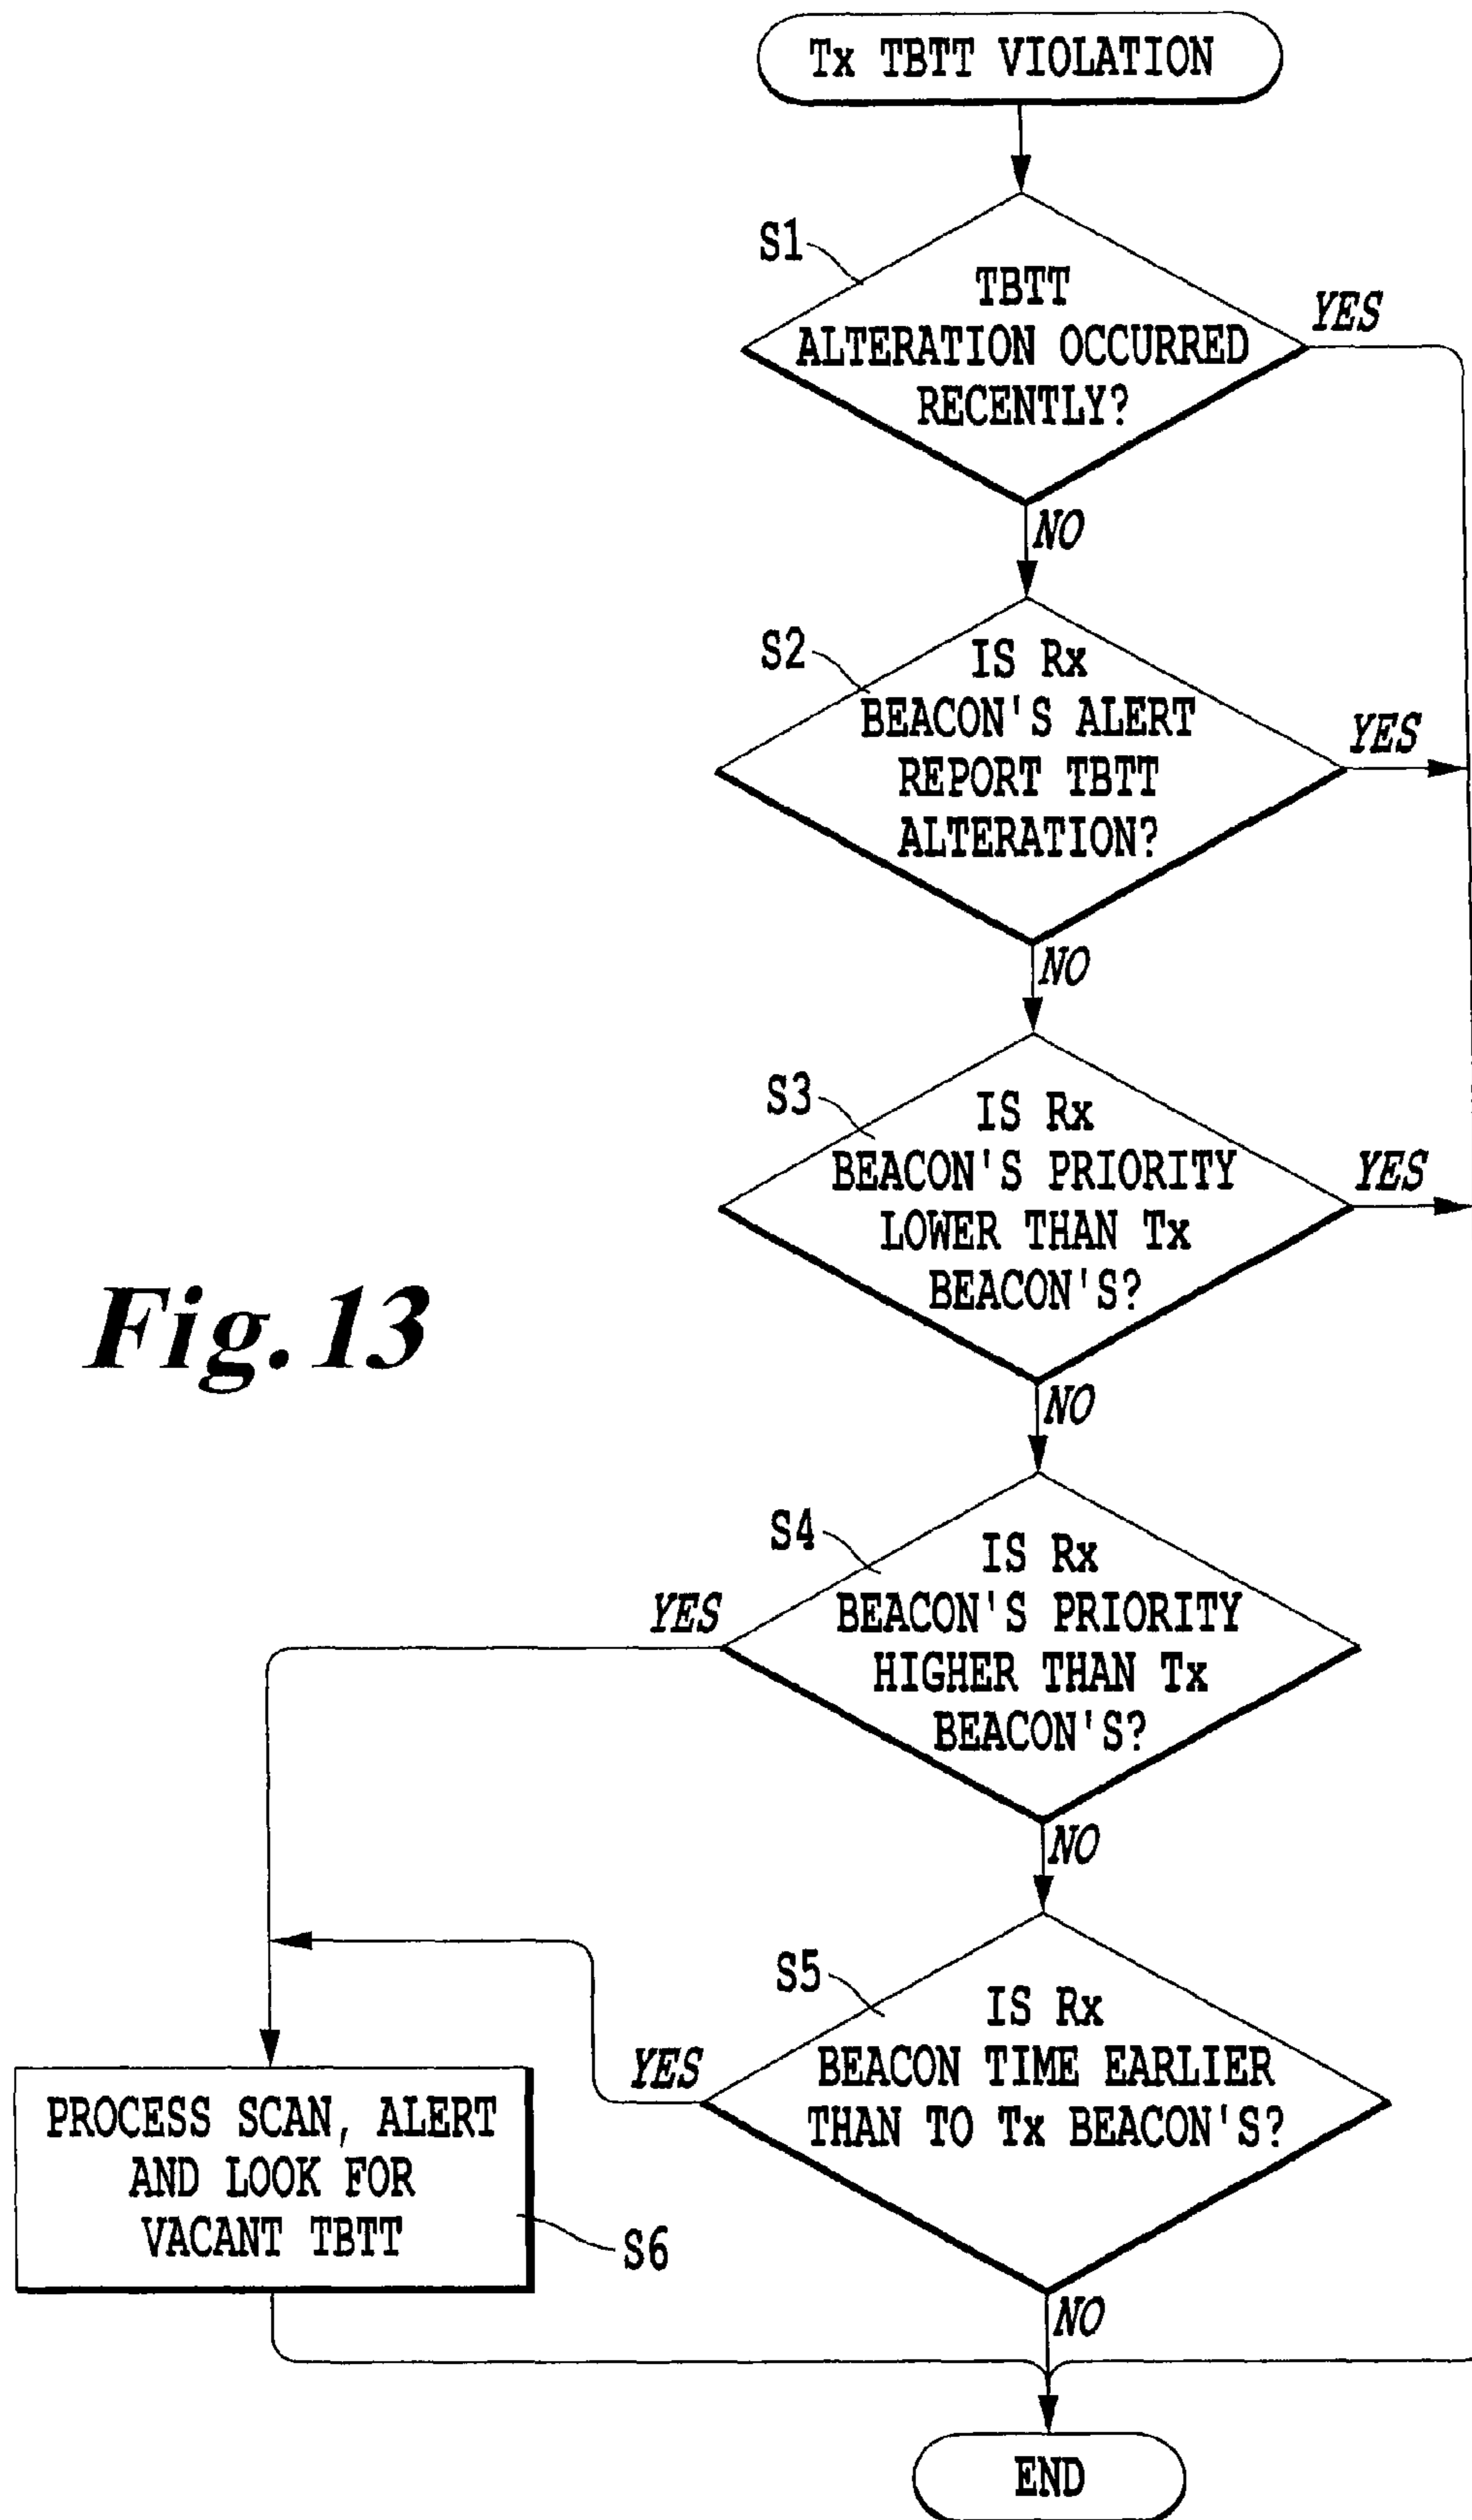 Tx TBTT VIOLATION
S1
TBTT
ALTERATION OCCURRED
RECENTLY?
YES
NO
S2
IS Rx
BEACON'S ALERT
REPORT TBTT
ALTERATION?
YES
NO
S3
IS Rx
BEACON'S PRIORITY
LOWER THAN Tx
BEACON'S?
YES
Fig. 13
NO
S4
IS Rx
BEACON'S PRIORITY
HIGHER THAN Tx
BEACON'S?
YES
NO
S5
IS Rx
BEACON TIME EARLIER
THAN TO Tx BEACON'S?
YES
PROCESS SCAN, ALERT
AND LOOK FOR
VACANT TBTT
S6
NO
END